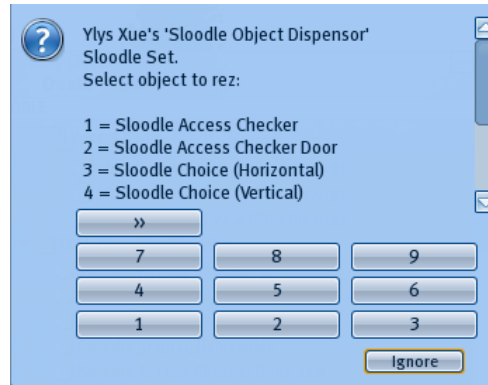 Ylys Xue's 'Sloodle Object Dispensor'
Sloodle Set.
Select object to rez:
1 = Sloodle Access Checker
2 = Sloodle Access Checker Door
3 = Sloodle Choice (Horizontal)
4 = Sloodle Choice (Vertical)
»
7 8 9
4 5 6
1 2 3
Ignore